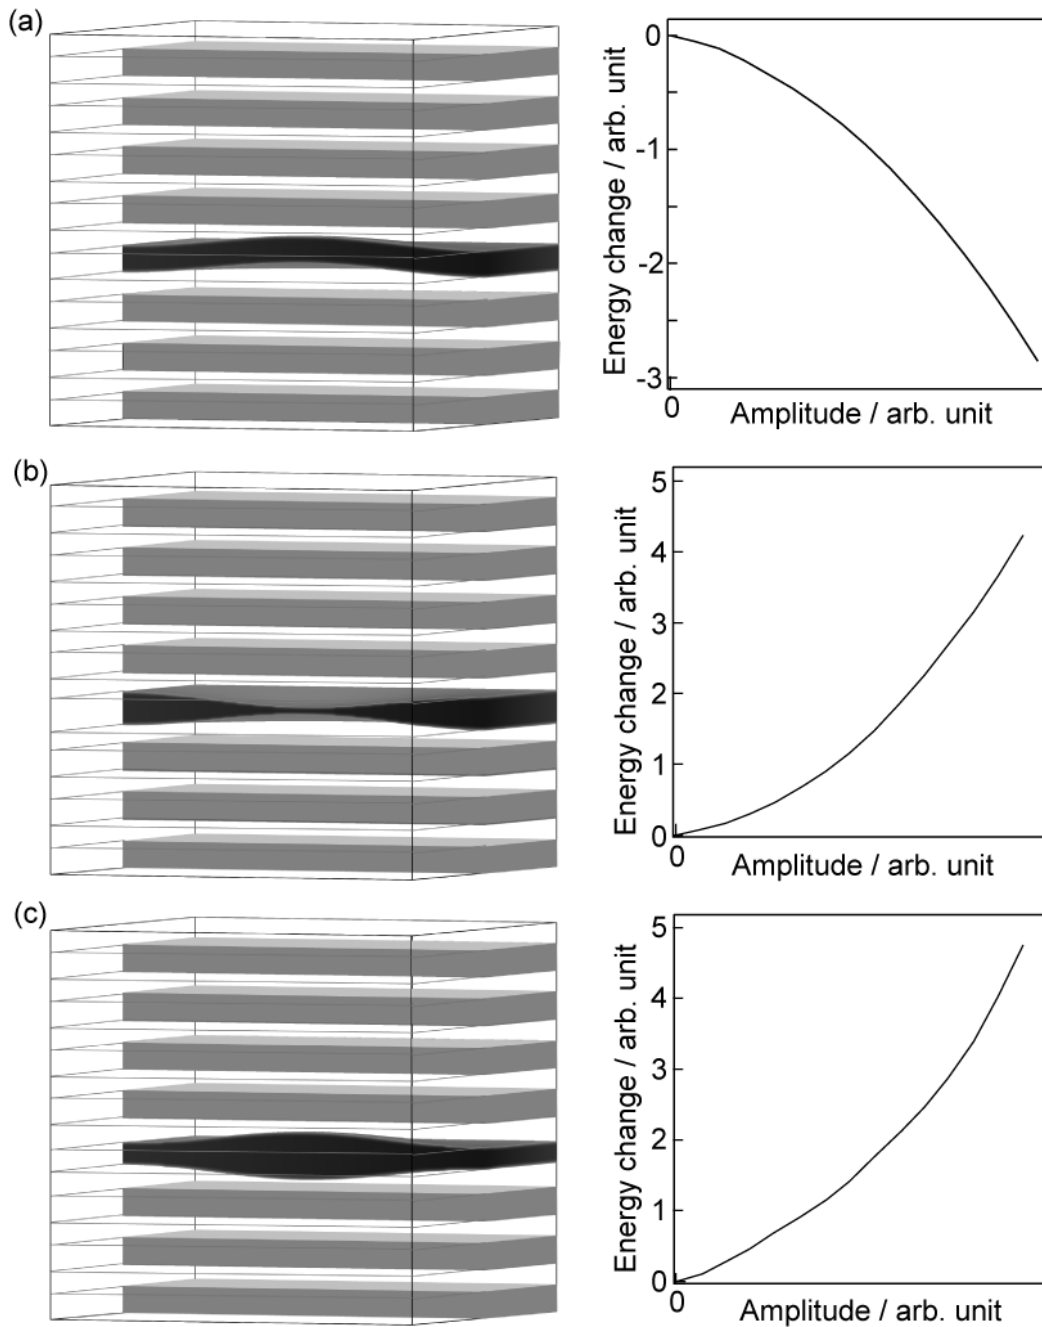 (a)
0
-1
-2
-3
Energy change / arb. unit
0
Amplitude / arb. unit
(b)
5
4
3
2
1
0
Energy change / arb. unit
0
Amplitude / arb. unit
(c)
5
4
3
2
1
0
Energy change / arb. unit
0
Amplitude / arb. unit